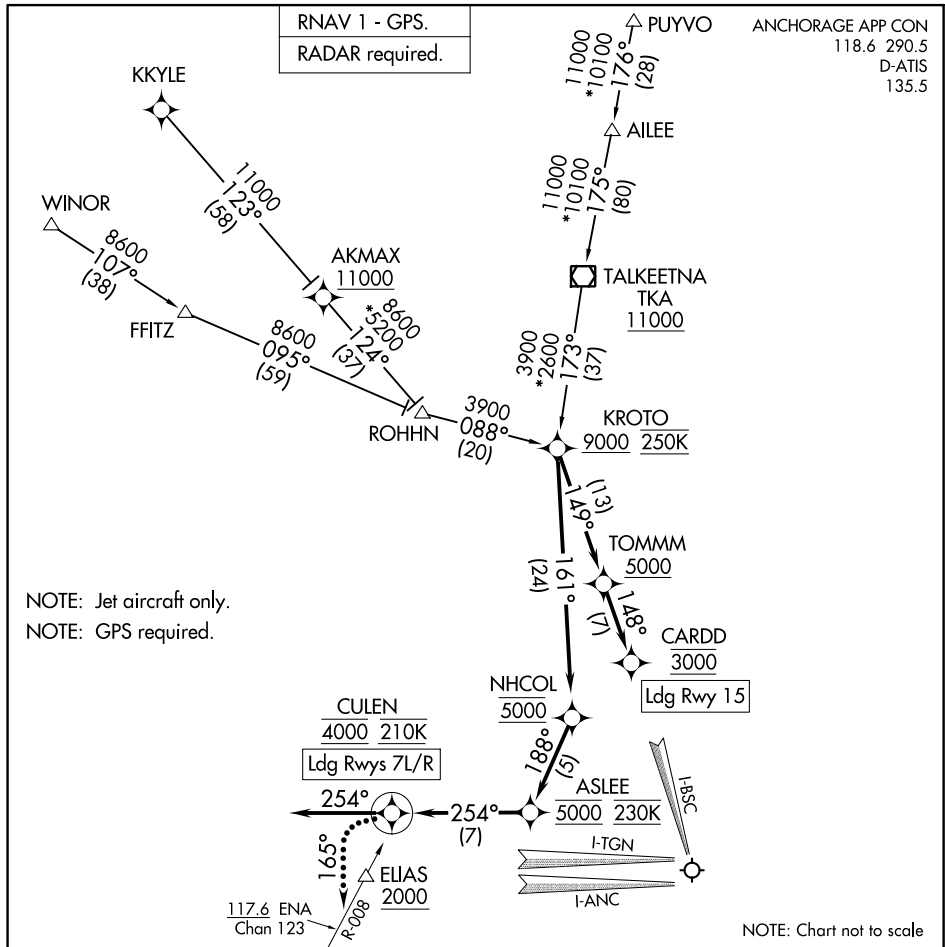 RNAV 1 - GPS.
RADAR required.
PUYVO
ANCHORAGE APP CON
118.6 290.5
D-ATIS
135.5
11000
*10100
176°
(28)
KKYLE
AILEE
11000
123°
(58)
11000
*10100
175°
(80)
WINOR
8600
107°
(38)
AKMAX
11000
TALKEETNA
TKA
11000
FFITZ
8600
*5200
124°
(37)
8600
095°
(59)
3900
*2600
173°
(37)
ROHHN
3900
088°
(20)
KROTO
9000 250K
(13)
149°
161°
(24)
TOMMM
5000
NOTE: Jet aircraft only.
NOTE: GPS required.
148°
(7)
CARDD
3000
Ldg Rwy 15
NHCOL
5000
CULEN
4000 210K
Ldg Rwys 7L/R
188°
(5)
ASLEE
5000 230K
254°
254°
(7)
I-BSC
I-TGN
I-ANC
165°
ELIAS
2000
117.6 ENA
Chan 123
R-008
NOTE: Chart not to scale